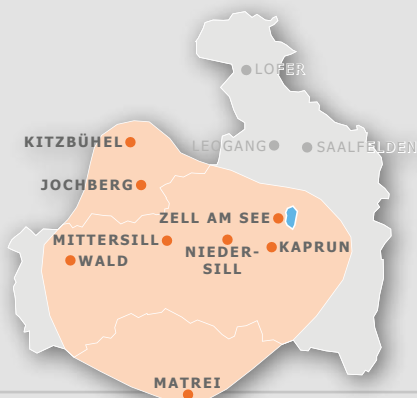 LOFER
KITZBÜHEL
LEOGANG
SAALFELDEN
JOCHBERG
ZELL AM SEE
MITTERSILL
NIEDER-
SILL
KAPRUN
WALD
MATREI